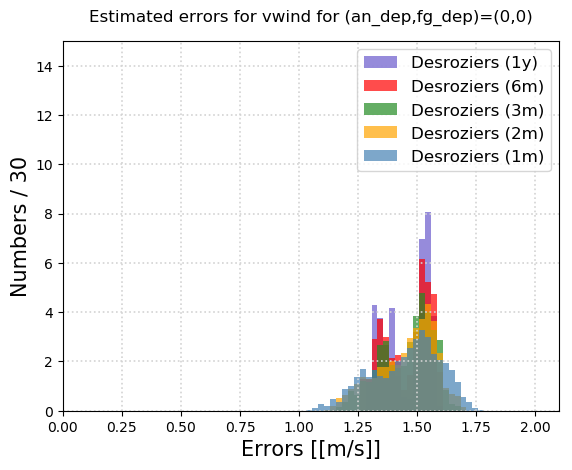 Estimated errors for vwind for (an_dep,fg_dep)=(0,0)
Desroziers (1y)
Desroziers (6m)
Desroziers (3m)
Desroziers (2m)
Desroziers (1m)
Numbers / 30
14
12
10
8
6
4
2
0
0.00 0.25 0.50 0.75 1.00 1.25 1.50 1.75 2.00
Errors [[m/s]]